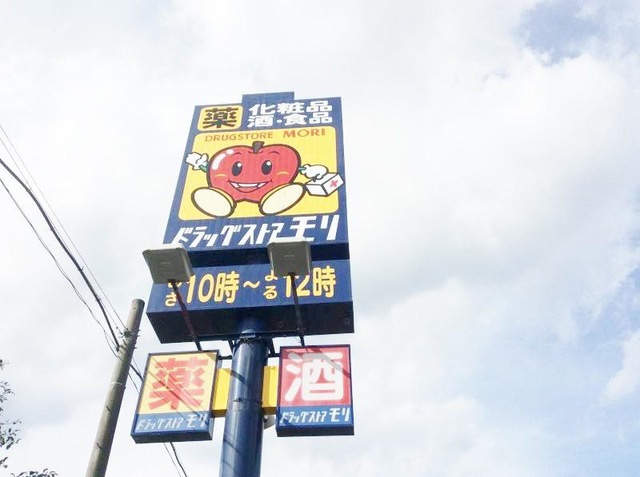 薬 化粧品
酒・食品
DRUGSTORE MORI
ドラッグストアモリ
10時～よる12時
薬
ドラッグストアモリ
酒
ドラッグストアモリ